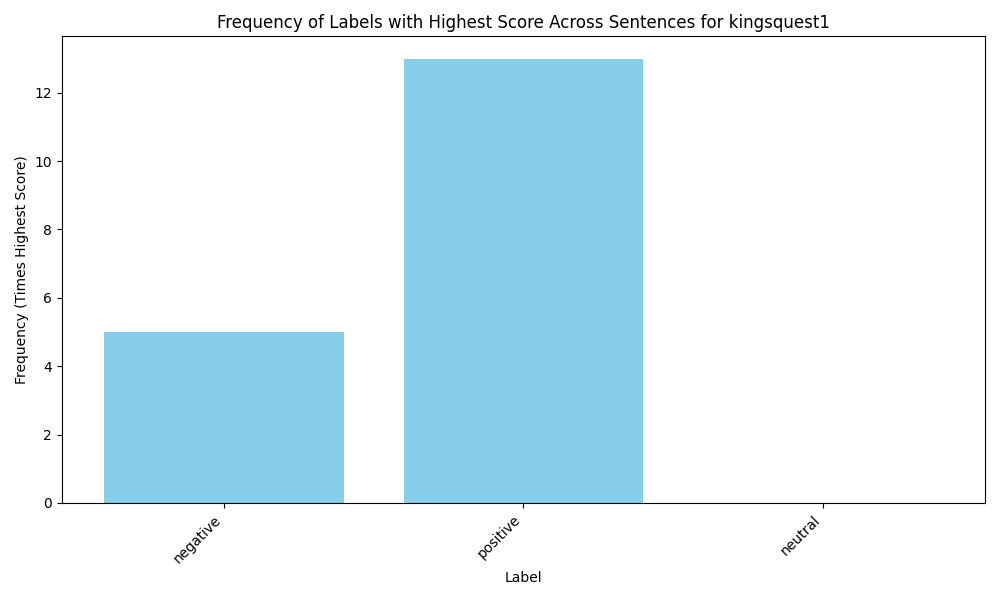 Frequency of Labels with Highest Score Across Sentences for kingsquest1
Frequency (Times Highest Score)
12
10
8
6
4
2
0
negative
positive
neutral
Label